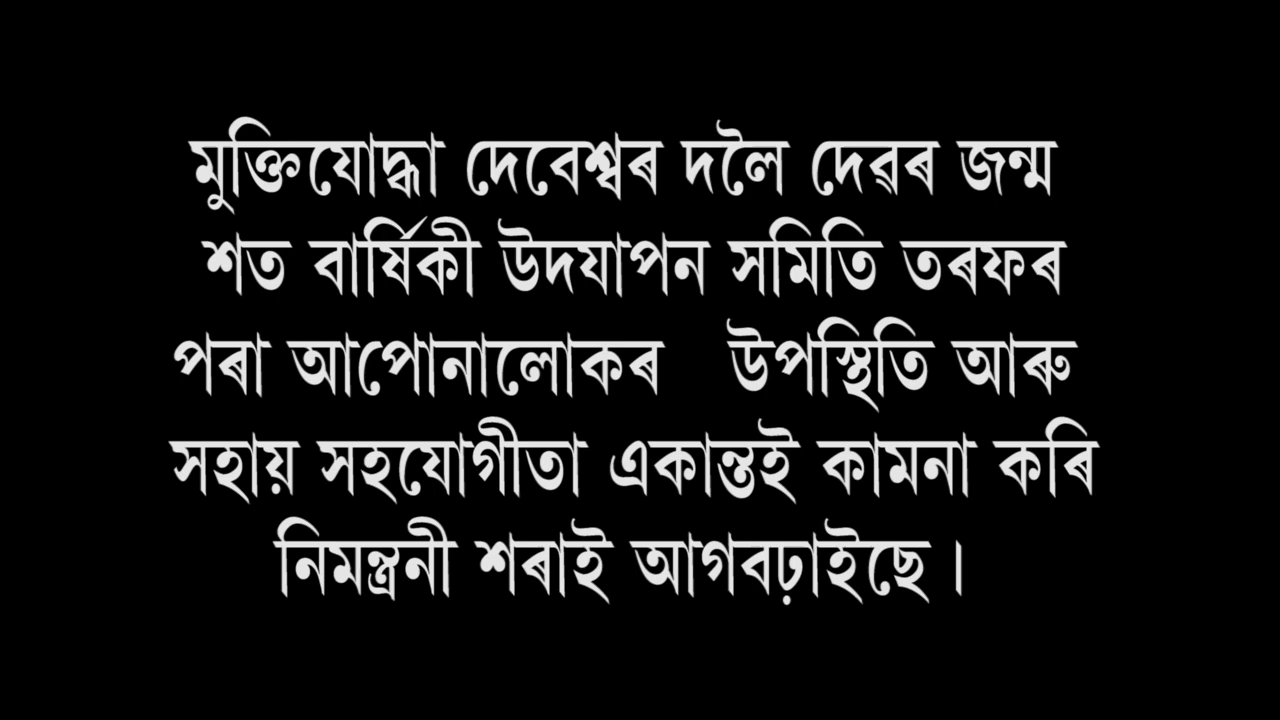 মুক্তিযোদ্ধা দেবেশ্বৰ দলৈ দেৱৰ জন্ম
শত বাৰ্ষিকী উদযাপন সমিতি তৰফৰ
পৰা আপোনালোকৰ উপস্থিতি আৰু
সহায় সহযোগীতা একান্তই কামনা কৰি
নিমন্ত্ৰনী শৰাই আগবঢ়াইছে।